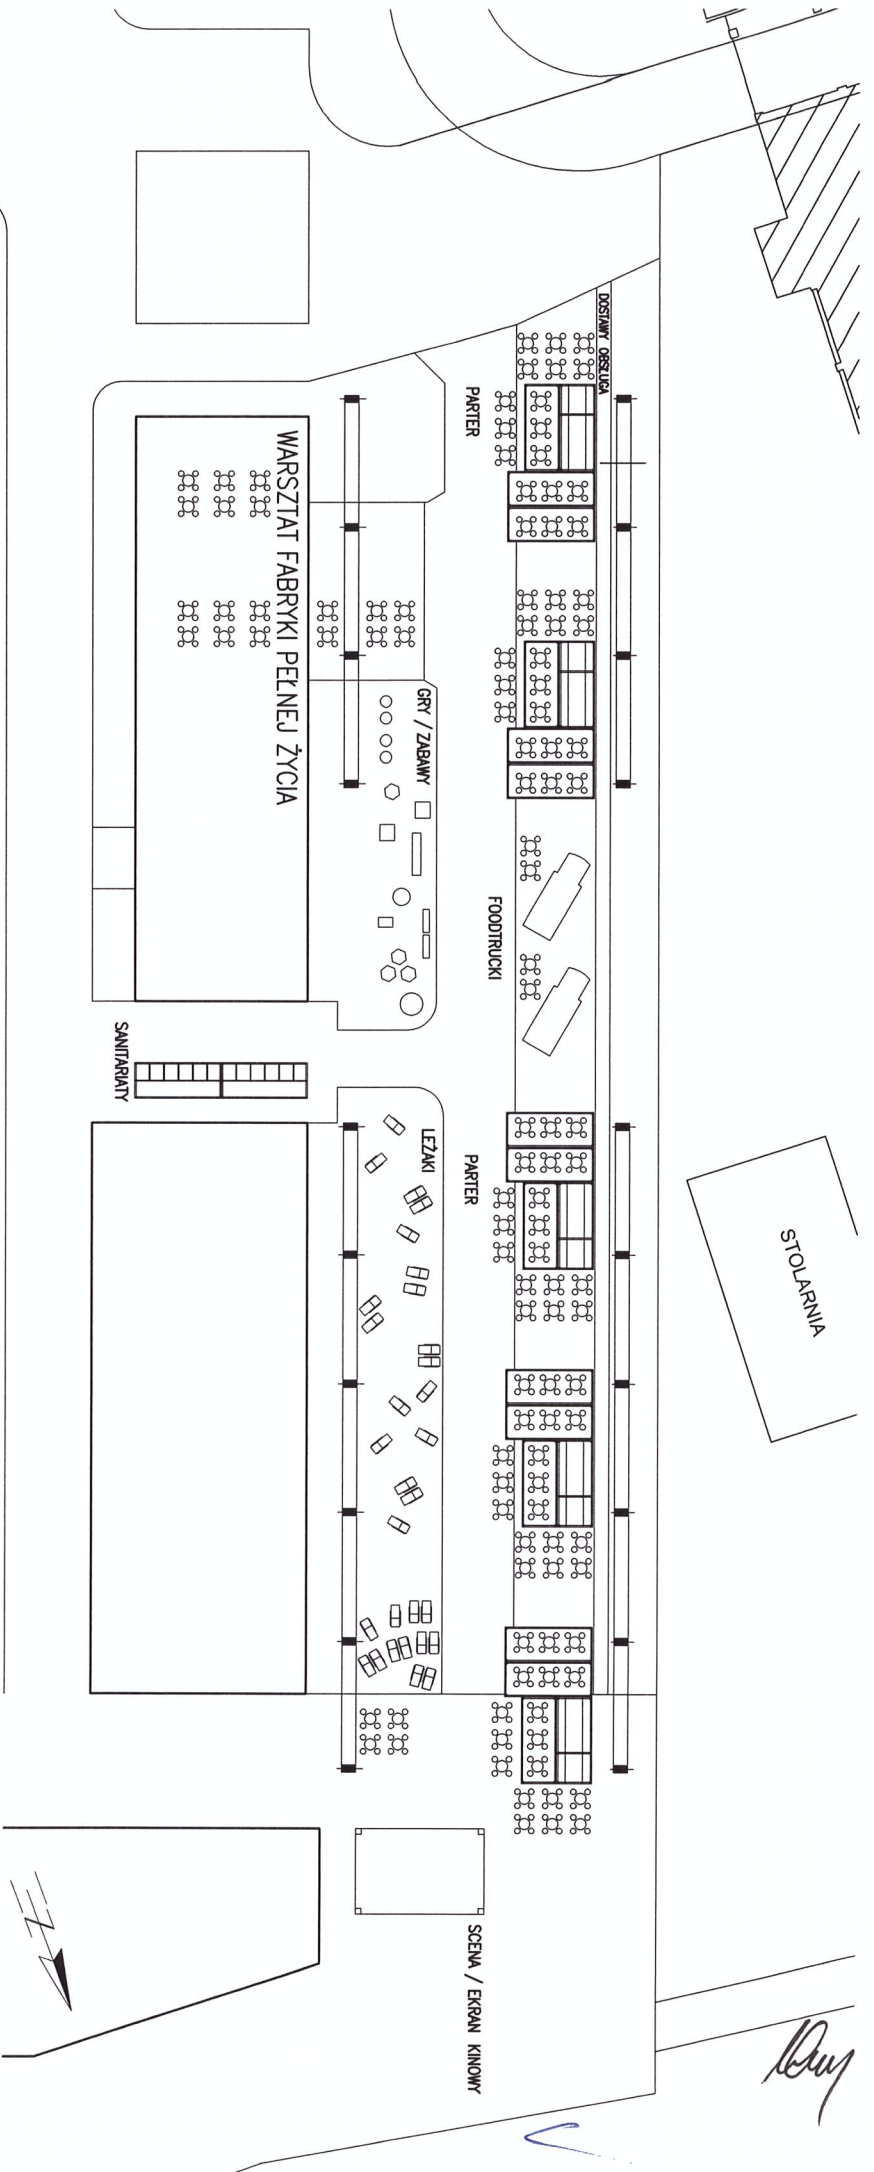 DOSTAWY OBSŁUGA
PARTER
WARSZTAT FABRYKI PEŁNEJ ŻYCIA
GRY / ZABAWY
FOODTRUCKI
SANITARIATY
LEŻAKI
PARTER
STOLARNIA
SCENA / EKRAN KINOWY